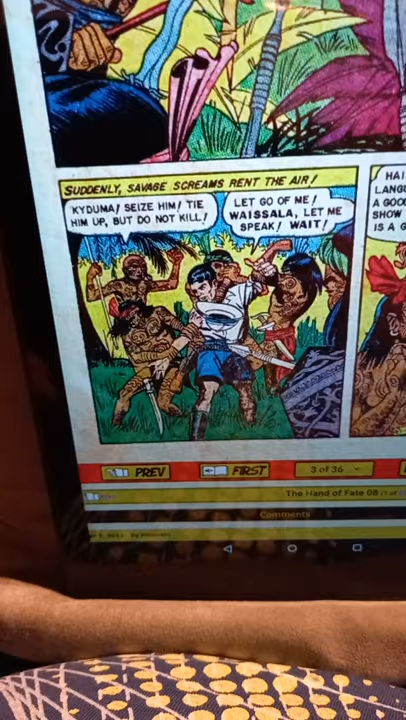 SUDDENLY, SAVAGE SCREAMS RENT THE AIR!
KYDUMA! SEIZE HIM! TIE
HIM UP, BUT DO NOT KILL!
LET GO OF ME!
WAISSALA, LET ME
SPEAK! WAIT!
HAI
LANGU
A GOOD
SHOW
IS A G
PREV
FIRST
3 of 36
The Hand of Fate 08
Comments